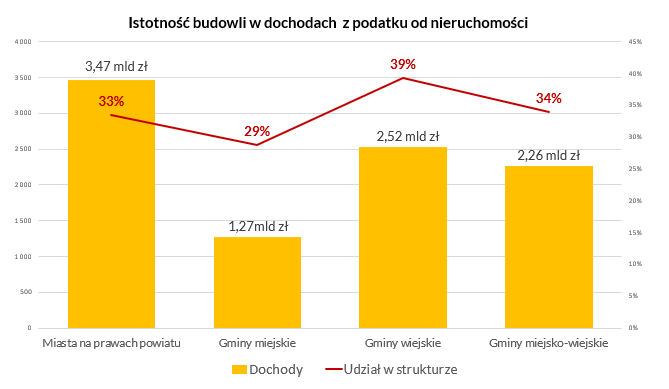 Istotność budowli w dochodach z podatku od nieruchomości
4 000
3 500
3 000
2 500
2 000
1 500
1 000
500
0
45%
40%
35%
30%
25%
20%
15%
10%
5%
0%
3,47 mld zł
33%
1,27mld zł
29%
2,52 mld zł
39%
2,26 mld zł
34%
Miasta na prawach powiatu
Gminy miejskie
Gminy wiejskie
Gminy miejsko-wiejskie
Dochody
Udział w strukturze